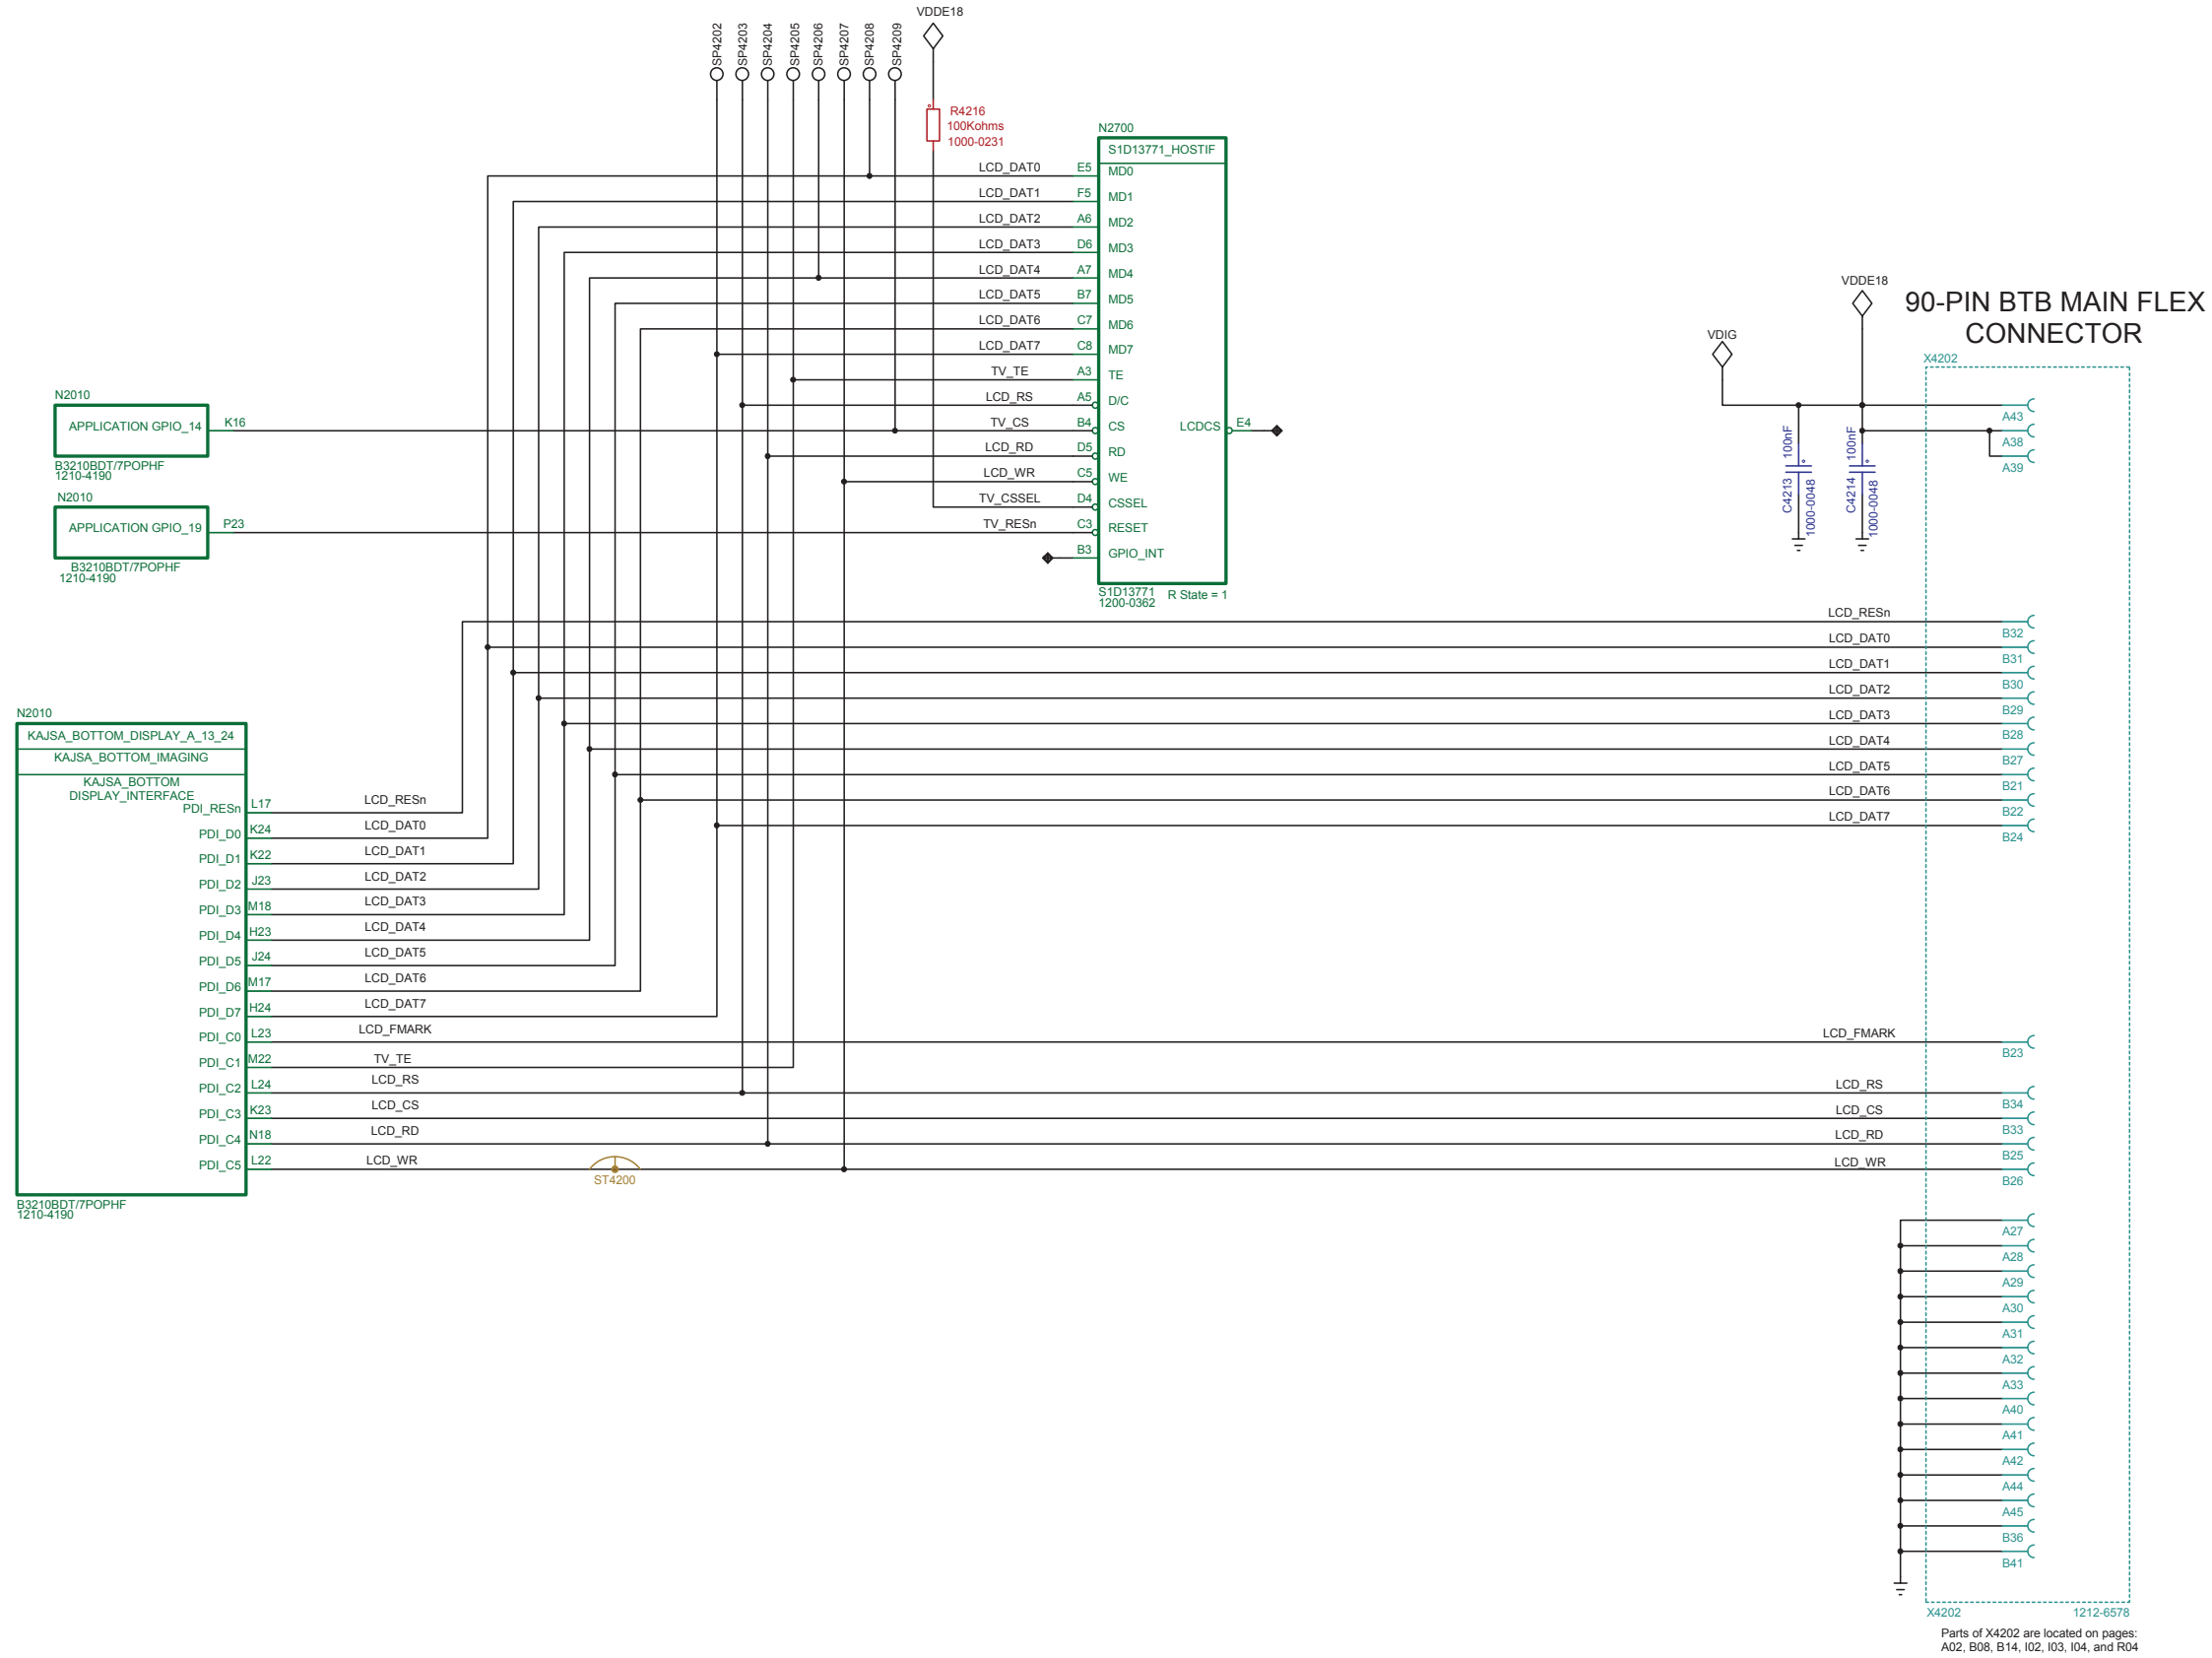 SP4202
SP4203
SP4204
SP4205
SP4206
SP4207
SP4208
SP4209
VDDE18
R4216
100Kohms
1000-0231
N2700
S1D13771_HOSTIF
LCD_DAT0 E5 MD0
LCD_DAT1 F5 MD1
LCD_DAT2 A6 MD2
LCD_DAT3 D6 MD3
LCD_DAT4 A7 MD4
LCD_DAT5 B7 MD5
LCD_DAT6 C7 MD6
LCD_DAT7 C8 MD7
TV_TE A3 TE
LCD_RS A5 D/C
TV_CS B4 CS LCDCS E4
LCD_RD D5 RD
LCD_WR C5 WE
TV_CSSEL D4 CSSEL
TV_RESn C3 RESET
B3 GPIO_INT
S1D13771
1200-0362 R State = 1
N2010
APPLICATION GPIO_14 K16
B3210BDT/7POPHF
1210-4190
N2010
APPLICATION GPIO_19 P23
B3210BDT/7POPHF
1210-4190
VDDE18
VDIG
90-PIN BTB MAIN FLEX
CONNECTOR
X4202
A43
A38
A39
C4213 100nF
1000-0048
C4214 100nF
1000-0048
LCD_RESn B32
LCD_DAT0 B31
LCD_DAT1 B30
LCD_DAT2 B29
LCD_DAT3 B28
LCD_DAT4 B27
LCD_DAT5 B21
LCD_DAT6 B22
LCD_DAT7 B24
N2010
KAJSA_BOTTOM_DISPLAY_A_13_24
KAJSA_BOTTOM_IMAGING
KAJSA_BOTTOM
DISPLAY_INTERFACE
PDI_RESn L17 LCD_RESn
PDI_D0 K24 LCD_DAT0
PDI_D1 K22 LCD_DAT1
PDI_D2 J23 LCD_DAT2
PDI_D3 M18 LCD_DAT3
PDI_D4 H23 LCD_DAT4
PDI_D5 J24 LCD_DAT5
PDI_D6 M17 LCD_DAT6
PDI_D7 H24 LCD_DAT7
PDI_C0 L23 LCD_FMARK LCD_FMARK B23
PDI_C1 M22 TV_TE
PDI_C2 L24 LCD_RS LCD_RS B34
PDI_C3 K23 LCD_CS LCD_CS B33
PDI_C4 N18 LCD_RD LCD_RD B25
PDI_C5 L22 LCD_WR LCD_WR B26
ST4200
B3210BDT/7POPHF
1210-4190
A27
A28
A29
A30
A31
A32
A33
A40
A41
A42
A44
A45
B36
B41
X4202 1212-6578
Parts of X4202 are located on pages:
A02, B08, B14, I02, I03, I04, and R04